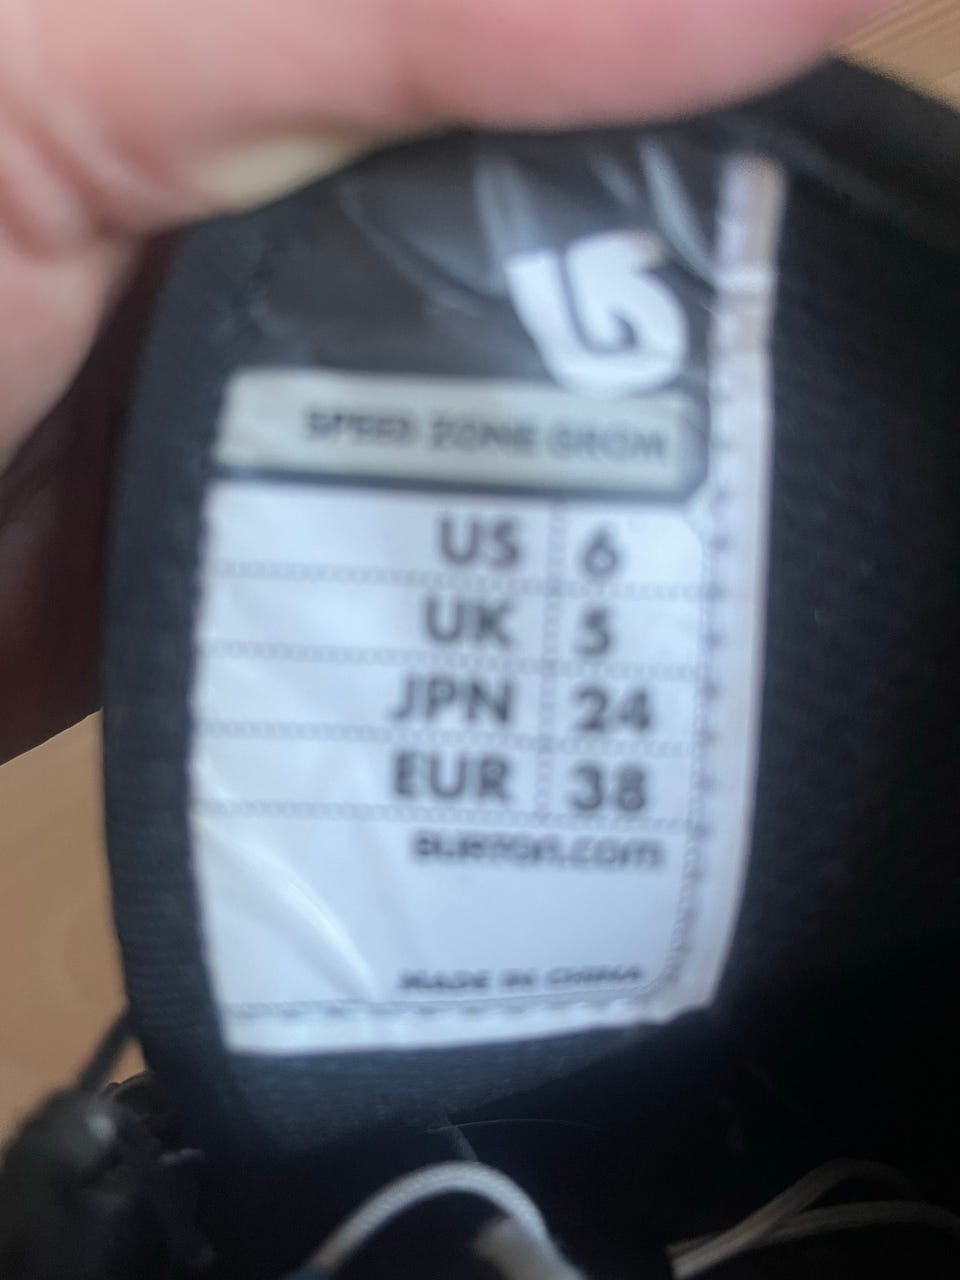 SPEED ZONE GROM
US 6
UK 5
JPN 24
EUR 38
BURTON.COM
MADE IN CHINA